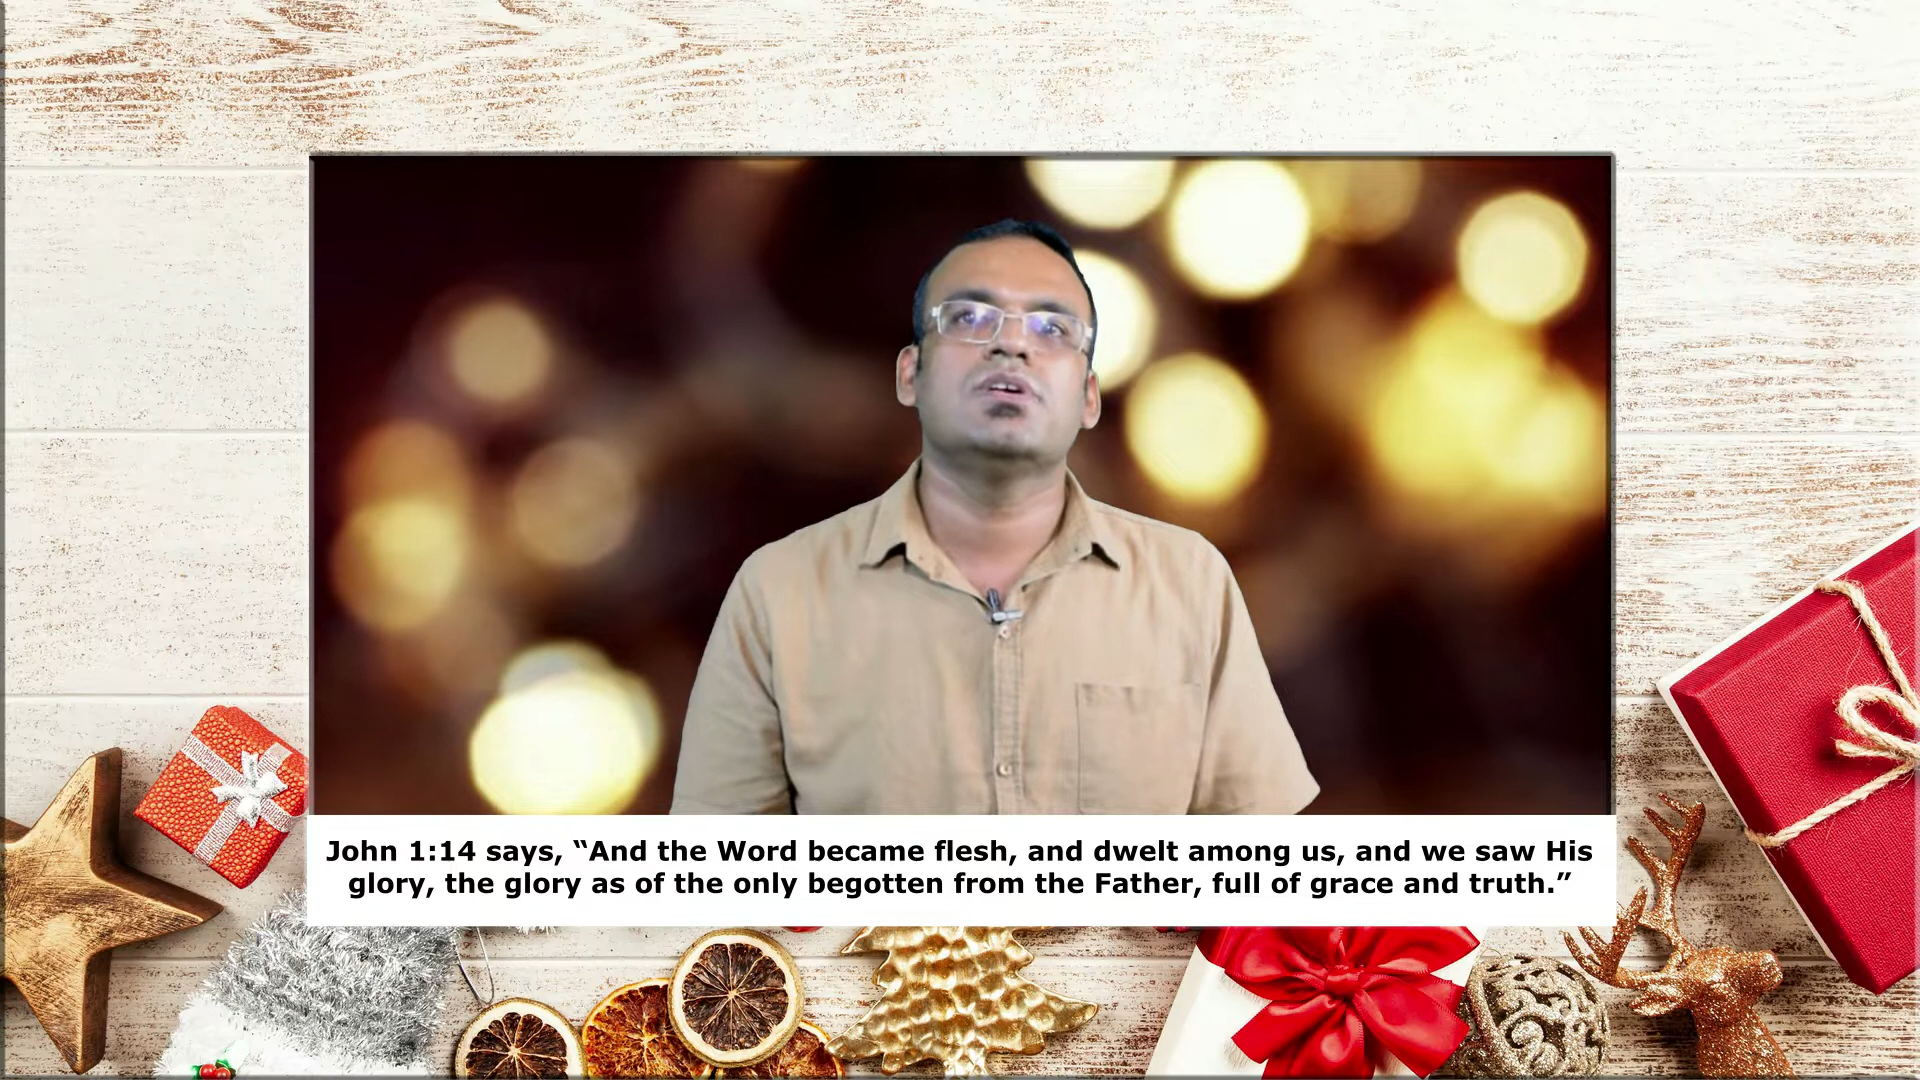 John 1:14 says, “And the Word became flesh, and dwelt among us, and we saw His
glory, the glory as of the only begotten from the Father, full of grace and truth.”